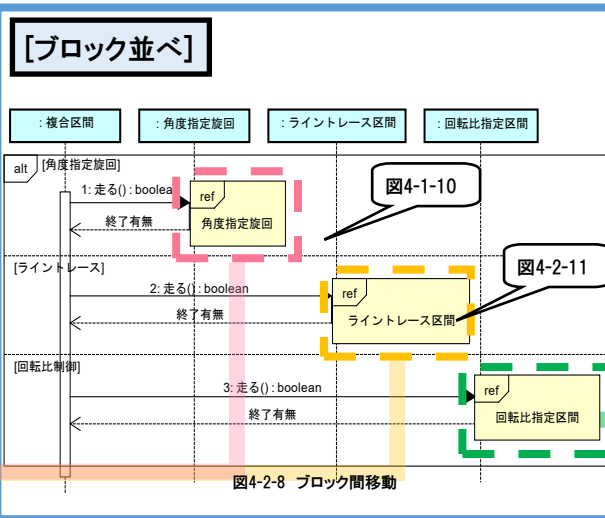 [ブロック並べ]
: 複合区間
: 角度指定旋回
: ライントレース区間
: 回転比指定区間
alt
[角度指定旋回]
1: 走る() : boolea
ref
角度指定旋回
終了有無
図4-1-10
[ライントレース]
2: 走る() : boolean
ref
ライントレース区間
終了有無
図4-2-11
[回転比制御]
3: 走る() : boolean
ref
回転比指定区間
終了有無
図4-2-8 ブロック間移動